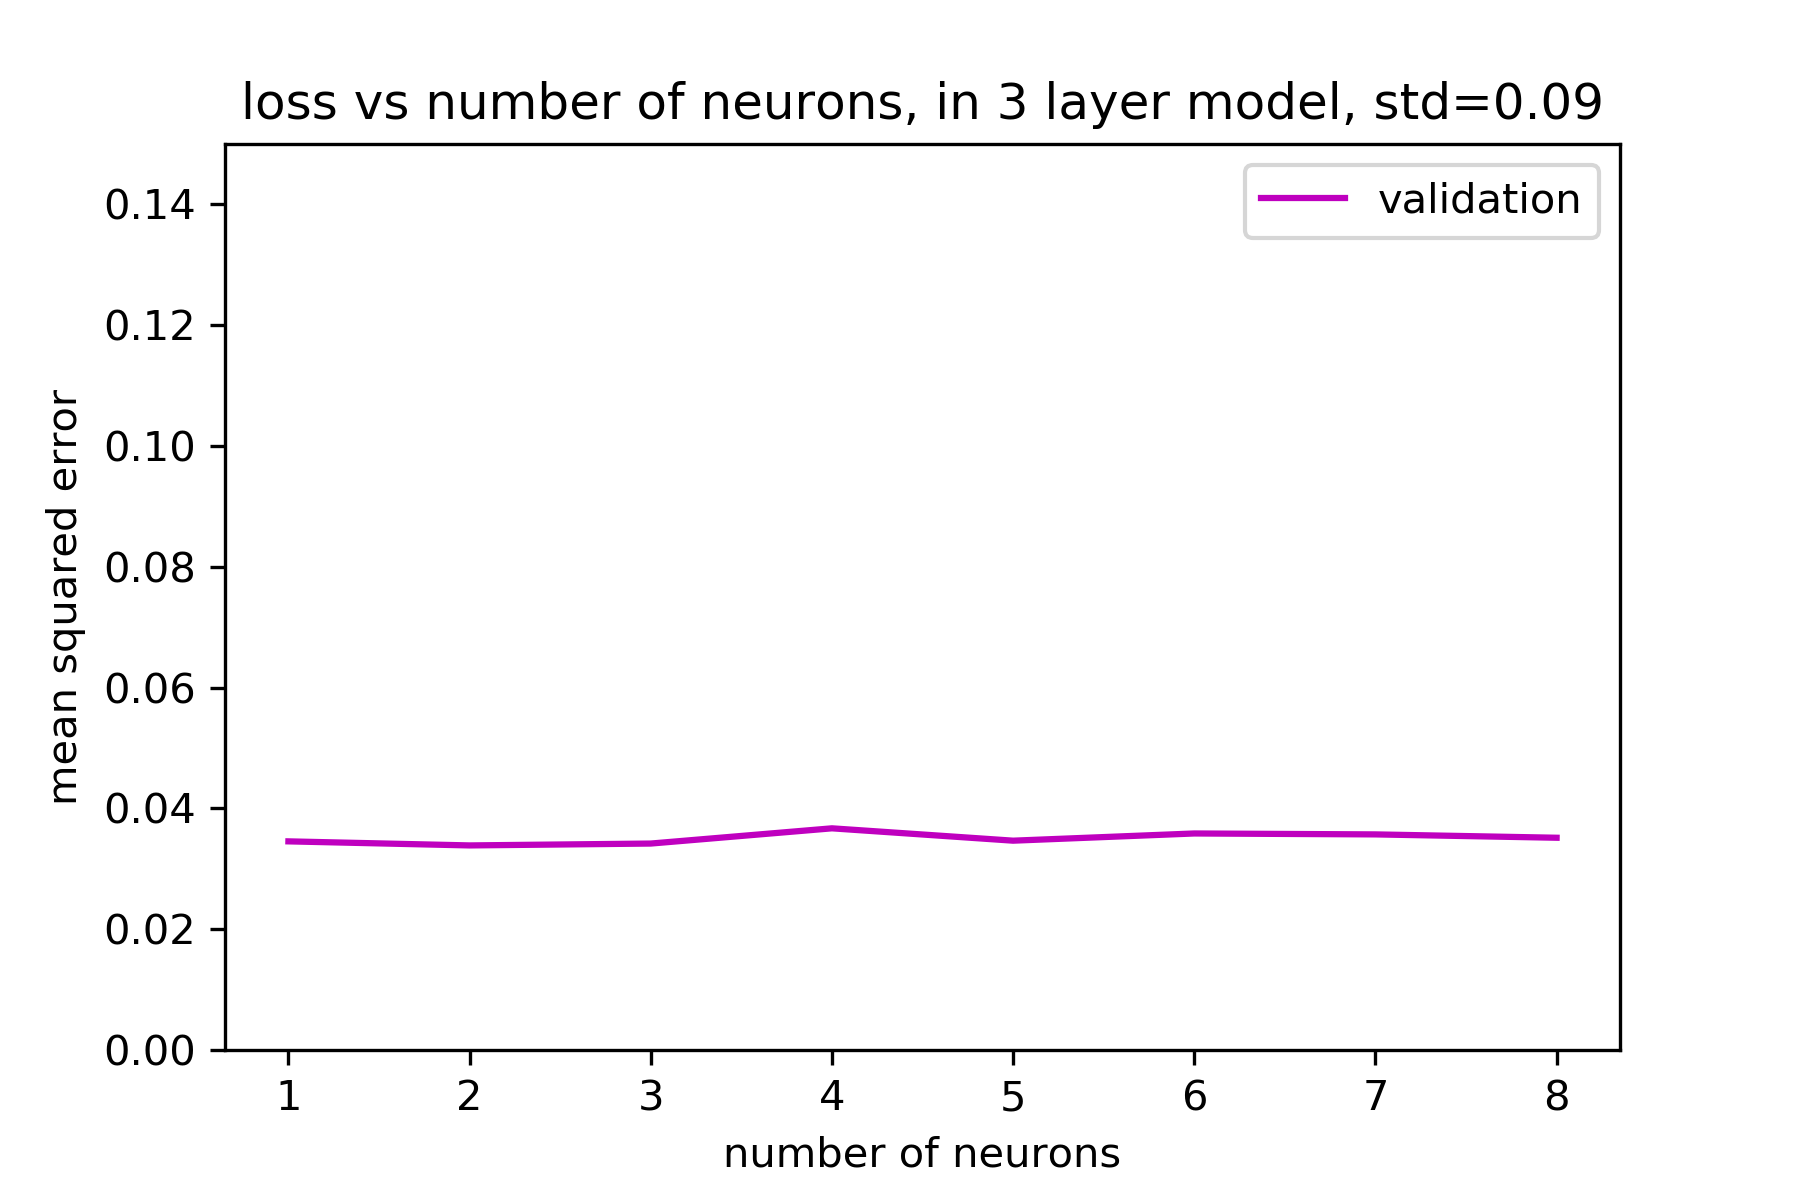 loss vs number of neurons, in 3 layer model, std=0.09
validation
0.14
0.12
0.10
0.08
0.06
0.04
0.02
0.00
mean squared error
1 2 3 4 5 6 7 8
number of neurons